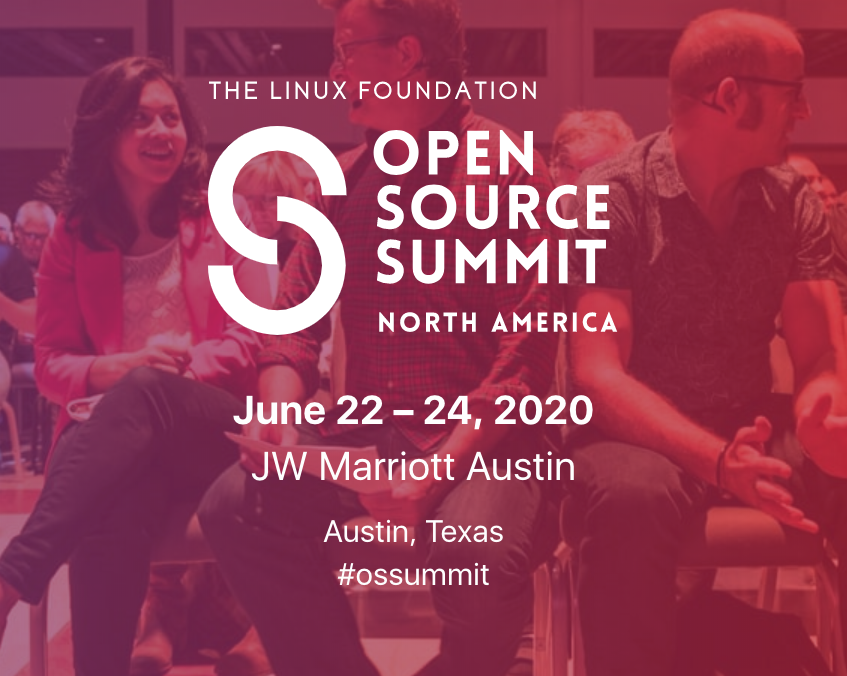 THE LINUX FOUNDATION
OPEN
SOURCE
SUMMIT
NORTH AMERICA
June 22 – 24, 2020
JW Marriott Austin
Austin, Texas
#ossummit